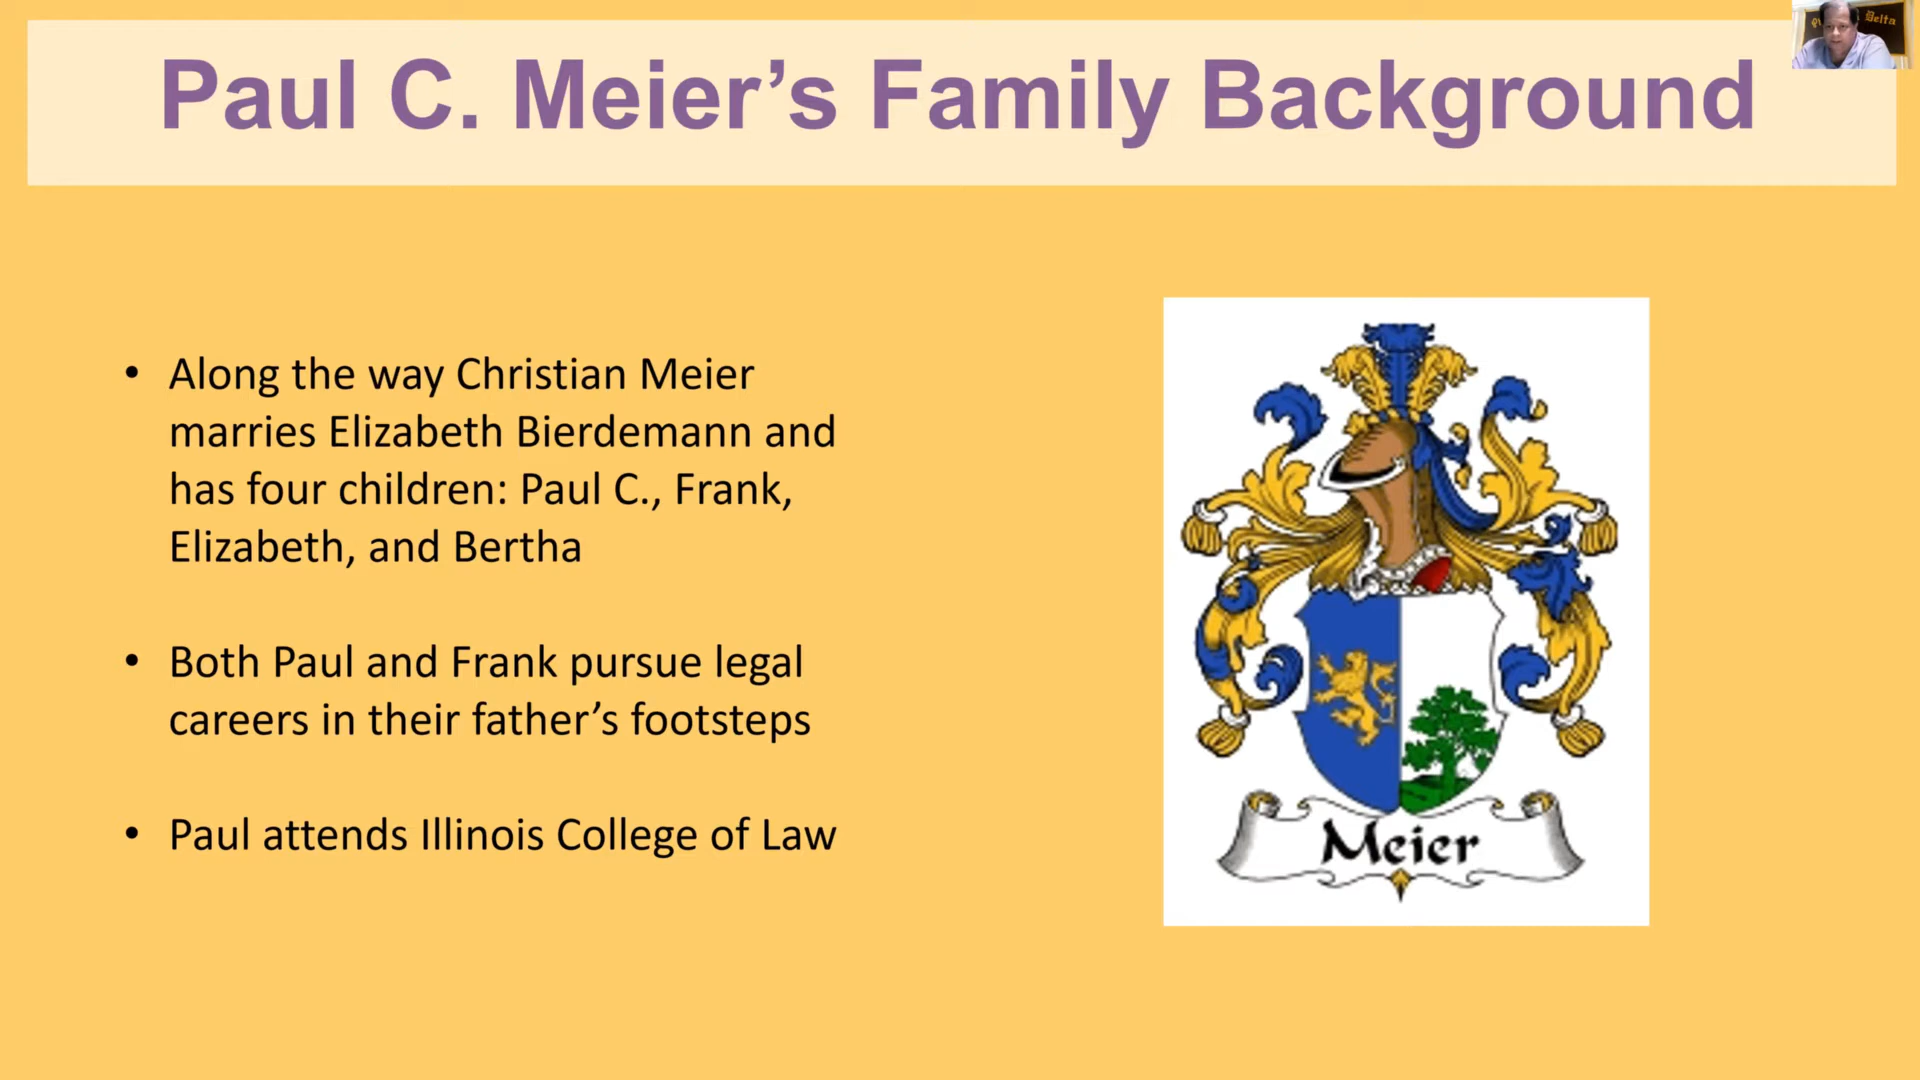 Delta
Paul C. Meier’s Family Background
• Along the way Christian Meier
marries Elizabeth Bierdemann and
has four children: Paul C., Frank,
Elizabeth, and Bertha
• Both Paul and Frank pursue legal
careers in their father’s footsteps
• Paul attends Illinois College of Law
Meier